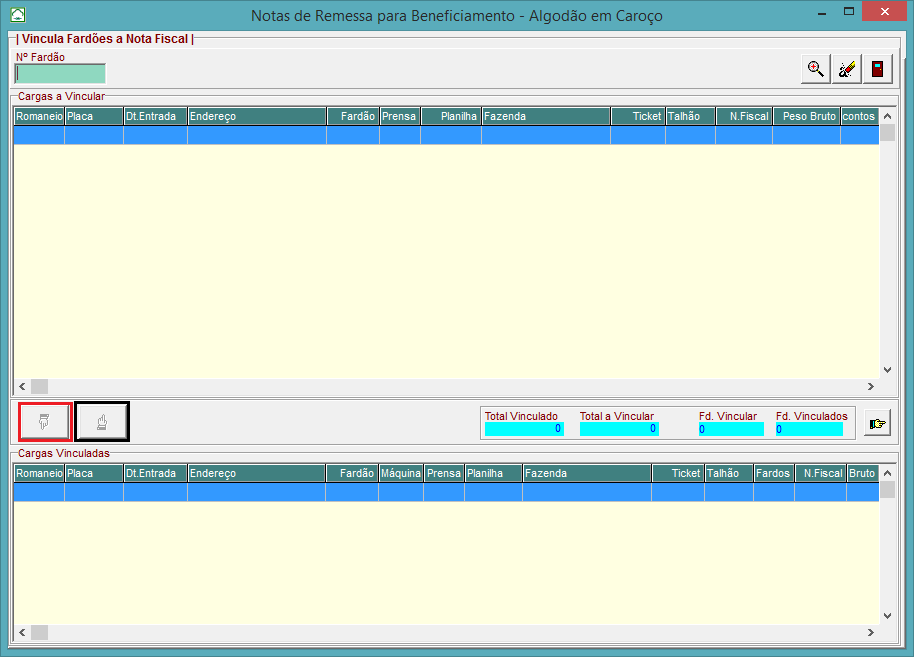 Notas de Remessa para Beneficiamento - Algodão em Caroço
| Vincula Fardões a Nota Fiscal |
Nº Fardão
Cargas a Vincular
Romaneio Placa Dt.Entrada Endereço Fardão Prensa Planilha Fazenda Ticket Talhão N.Fiscal Peso Bruto contos
Total Vinculado Total a Vincular Fd. Vincular Fd. Vinculados
0 0 0 0
Cargas Vinculadas
Romaneio Placa Dt.Entrada Endereço Fardão Máquina Prensa Planilha Fazenda Ticket Talhão Fardos N.Fiscal Bruto